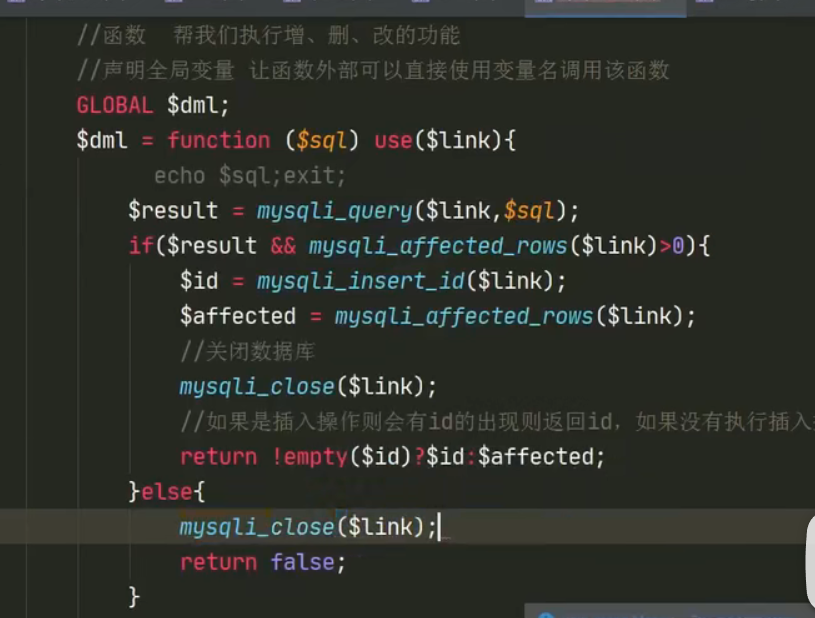 //函数  帮我们执行增、删、改的功能
//声明全局变量 让函数外部可以直接使用变量名调用该函数
GLOBAL $dml;
$dml = function ($sql) use($link){
echo $sql;exit;
$result = mysqli_query($link,$sql);
if($result && mysqli_affected_rows($link)>0){
$id = mysqli_insert_id($link);
$affected = mysqli_affected_rows($link);
//关闭数据库
mysqli_close($link);
//如果是插入操作则会有id的出现则返回id，如果没有执行插入
return !empty($id)?$id:$affected;
}else{
mysqli_close($link);
return false;
}